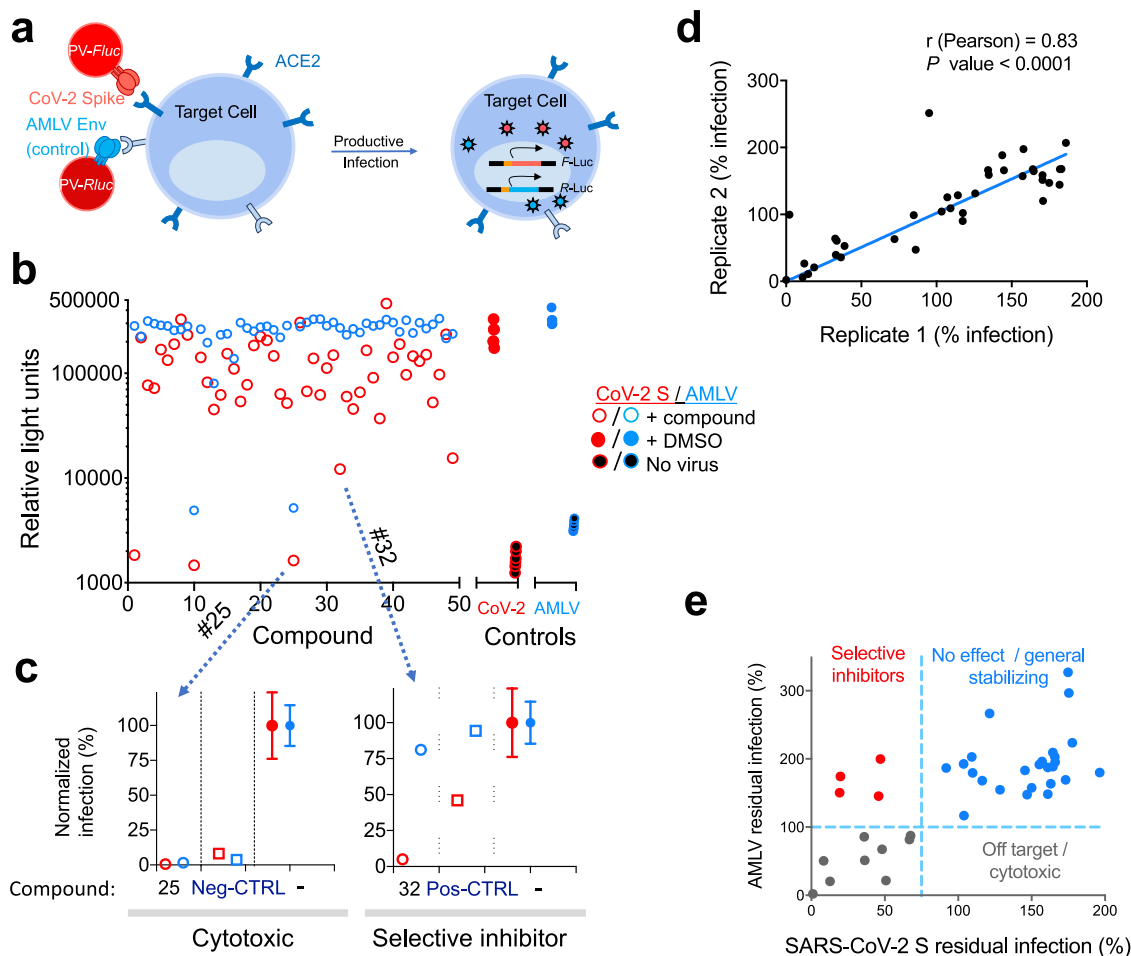 a
PV-Fluc
CoV-2 Spike
AMLV Env
(control)
PV-Rluc
Target Cell
ACE2
Productive
Infection
Target Cell
F-Luc
R-Luc
d
r (Pearson) = 0.83
P value < 0.0001
Replicate 2 (% infection)
300
200
100
0
0 50 100 150 200
Replicate 1 (% infection)
b
Relative light units
500000
100000
10000
1000
0 10 20 30 40 50
CoV-2 AMLV
Compound Controls
#25
#32
CoV-2 S / AMLV
/ + compound
/ + DMSO
/ No virus
c
Normalized
infection (%)
100
75
50
25
0
100
75
50
25
0
Compound: 25 Neg-CTRL - 32 Pos-CTRL -
Cytotoxic Selective inhibitor
e
AMLV residual infection (%)
300
200
100
0
Selective
inhibitors
No effect / general
stabilizing
Off target /
cytotoxic
0 50 100 150 200
SARS-CoV-2 S residual infection (%)